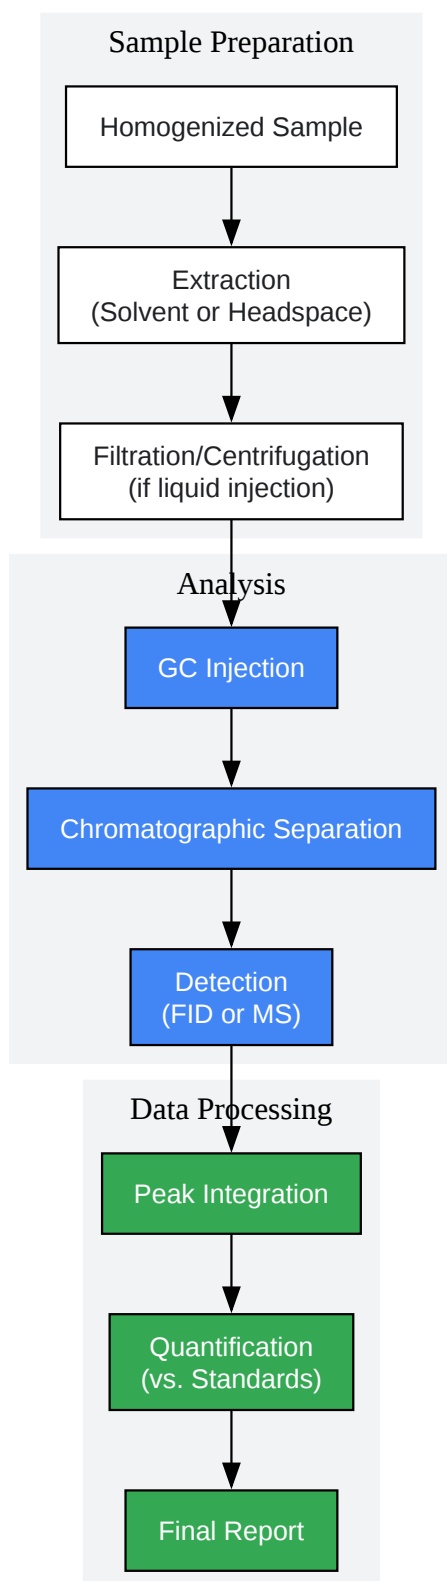 Sample Preparation
Homogenized Sample
Extraction
(Solvent or Headspace)
Filtration/Centrifugation
(if liquid injection)
Analysis
GC Injection
Chromatographic Separation
Detection
(FID or MS)
Data Processing
Peak Integration
Quantification
(vs. Standards)
Final Report